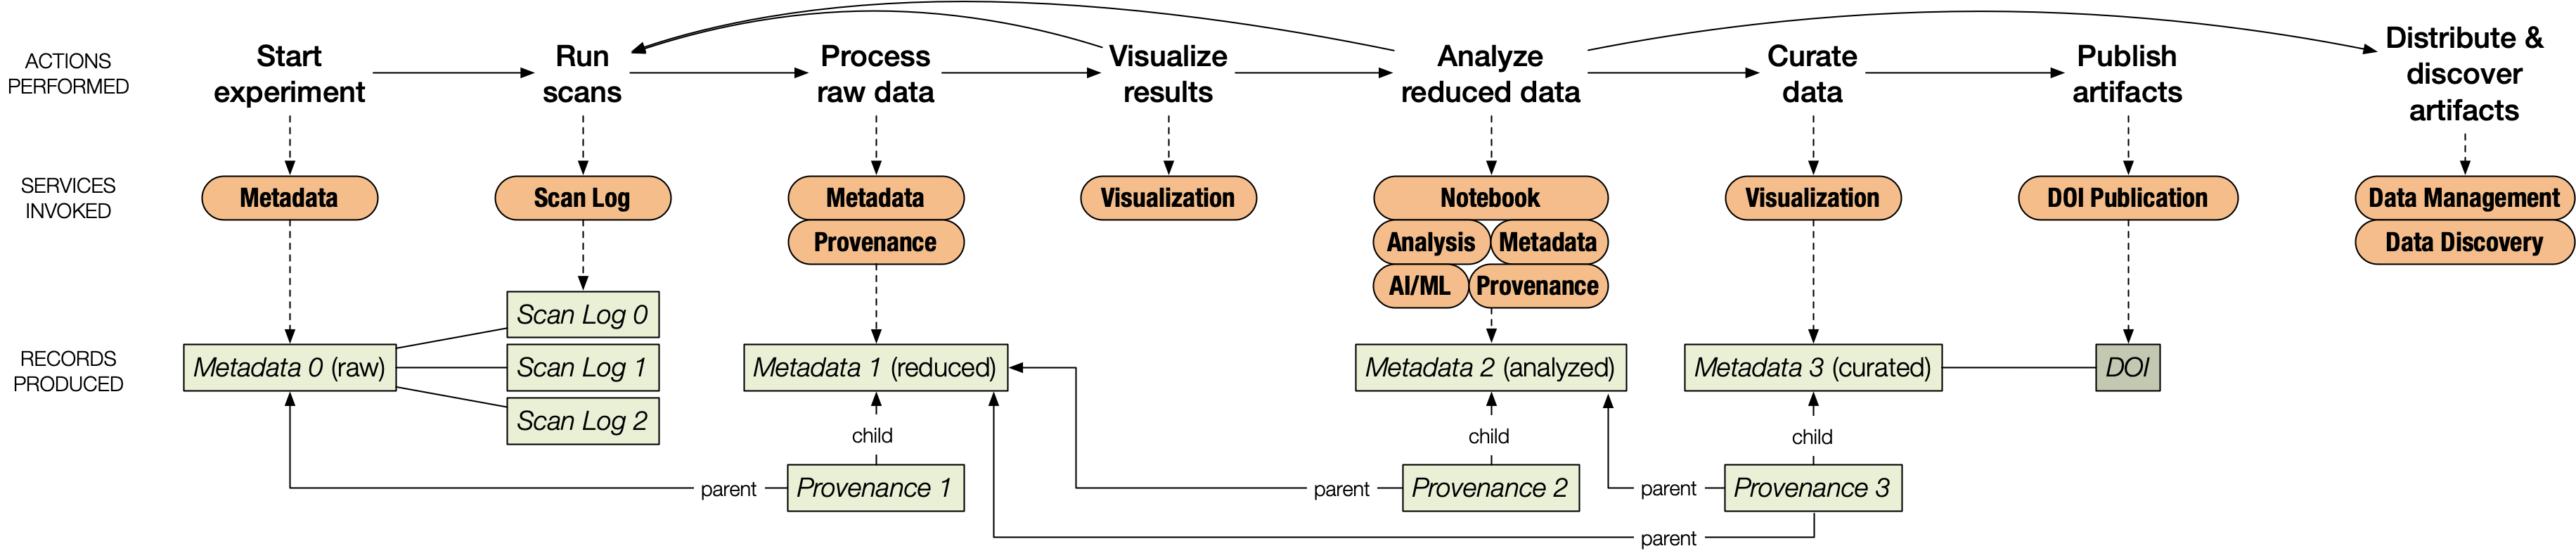 ACTIONS
PERFORMED
Start
experiment
Run
scans
Process
raw data
Visualize
results
Analyze
reduced data
Curate
data
Publish
artifacts
Distribute &
discover
artifacts
SERVICES
INVOKED
Metadata
Scan Log
Metadata
Provenance
Visualization
Notebook
Analysis
Metadata
AI/ML
Provenance
Visualization
DOI Publication
Data Management
Data Discovery
RECORDS
PRODUCED
Metadata 0 (raw)
Scan Log 0
Scan Log 1
Scan Log 2
Metadata 1 (reduced)
Metadata 2 (analyzed)
Metadata 3 (curated)
DOI
child
child
child
parent
Provenance 1
parent
Provenance 2
parent
Provenance 3
parent